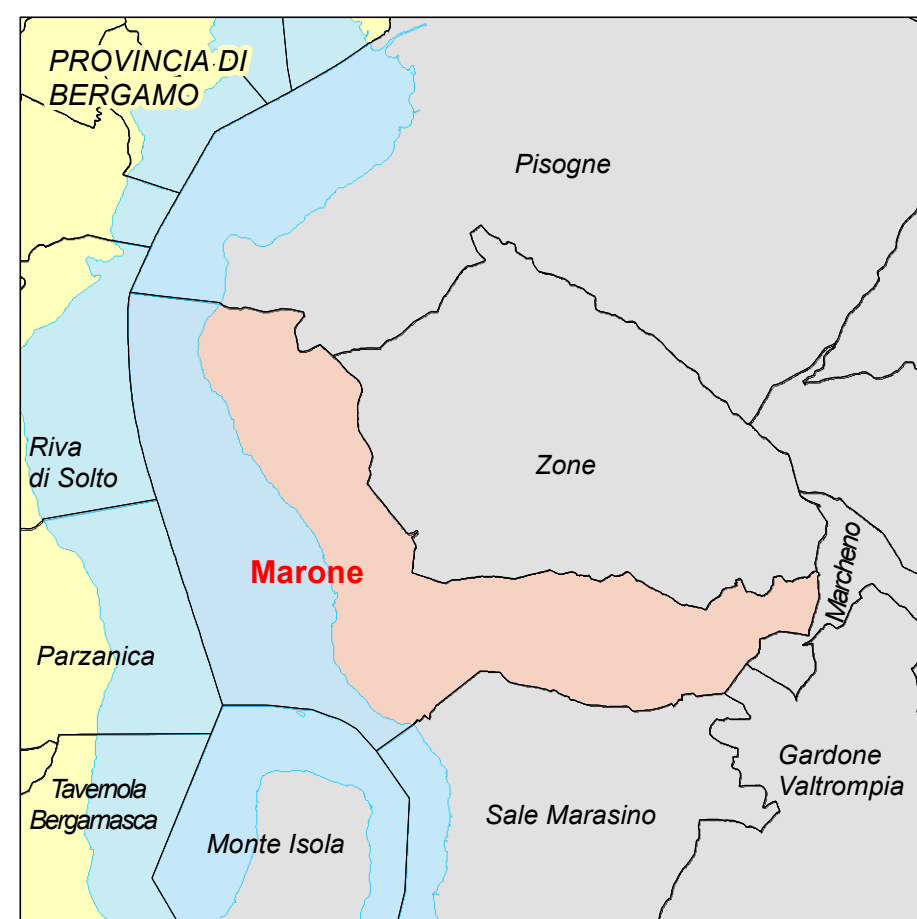 PROVINCIA DI
BERGAMO
Pisogne
Riva
di Solto
Zone
Marone
Marcheno
Parzanica
Gardone
Valtrompia
Tavernola
Bergamasca
Sale Marasino
Monte Isola